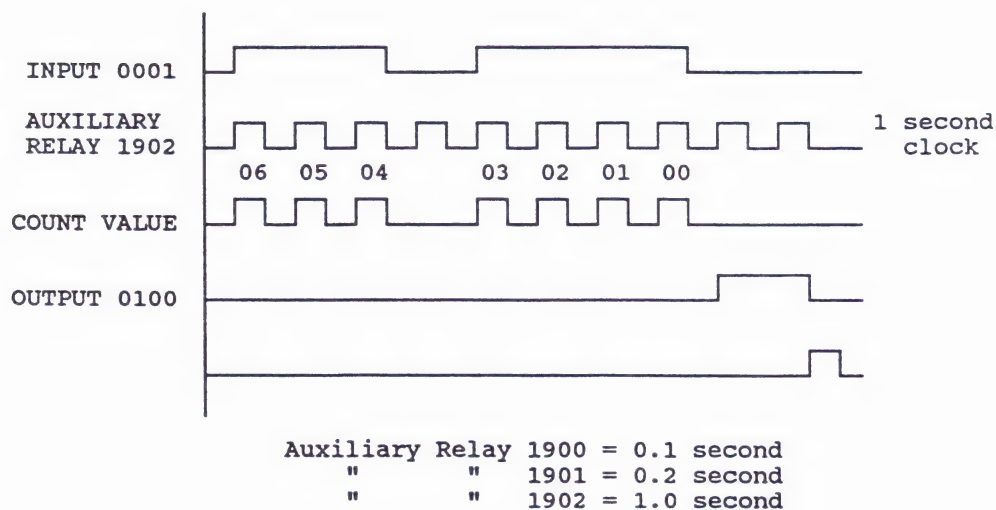 INPUT 0001
AUXILIARY
RELAY 1902
1 second
clock
06 05 04 03 02 01 00
COUNT VALUE
OUTPUT 0100
Auxiliary Relay 1900 = 0.1 second
" " 1901 = 0.2 second
" " 1902 = 1.0 second